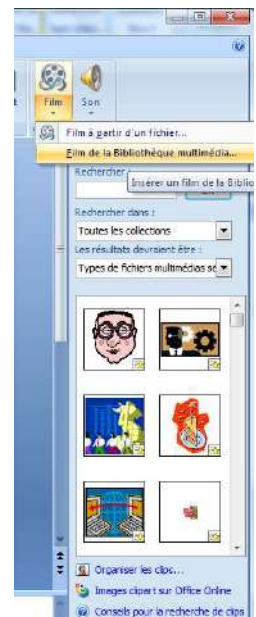 Film
Son
Film à partir d'un fichier...
Film de la Bibliothèque multimédia...
Rechercher :
Insérer un film de la Biblio
Rechercher dans :
Toutes les collections
Les résultats devraient être :
Types de fichiers multimédias sé
Organiser les clips...
Images clipart sur Office Online
Conseils pour la recherche de clips